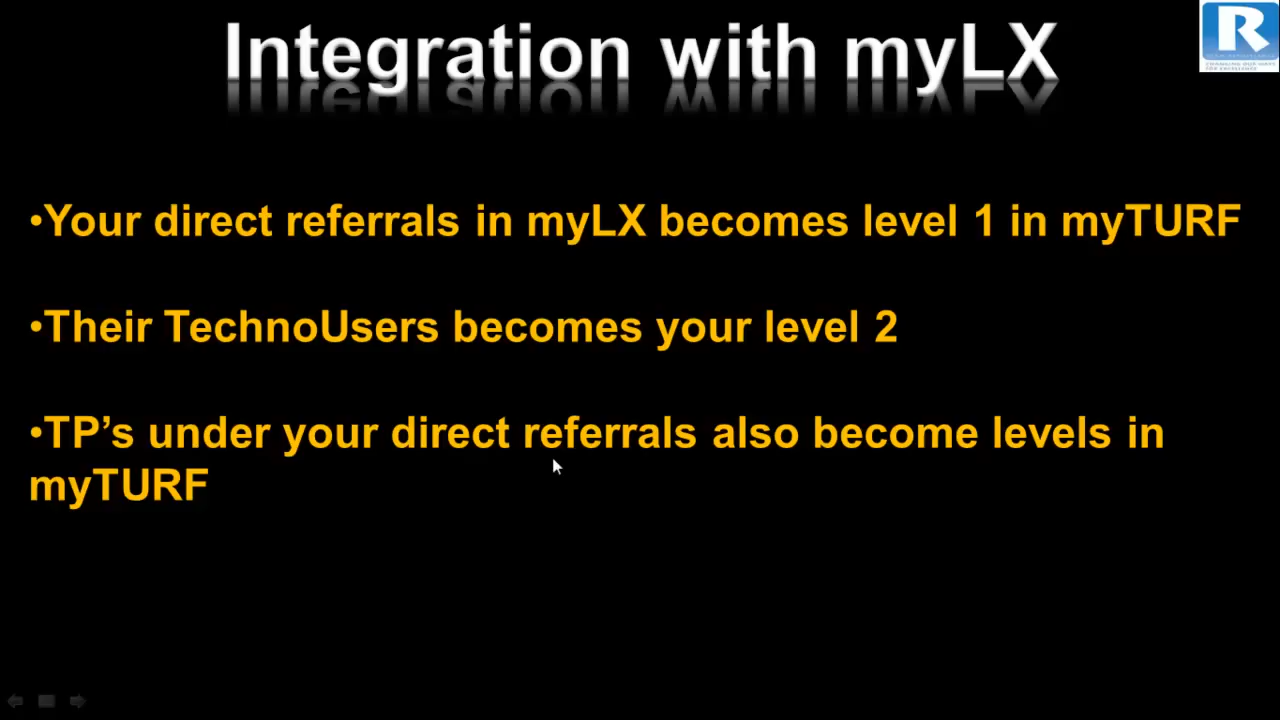 Integration with myLX
R
•Your direct referrals in myLX becomes level 1 in myTURF
•Their TechnoUsers becomes your level 2
•TP’s under your direct referrals also become levels in
myTURF